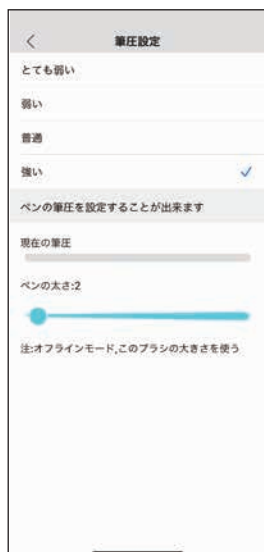 筆圧設定
とても弱い
弱い
普通
強い
ペンの筆圧を設定することが出来ます
現在の筆圧
ペンの太さ:2
注:オフラインモード,このブラシの大きさを使う